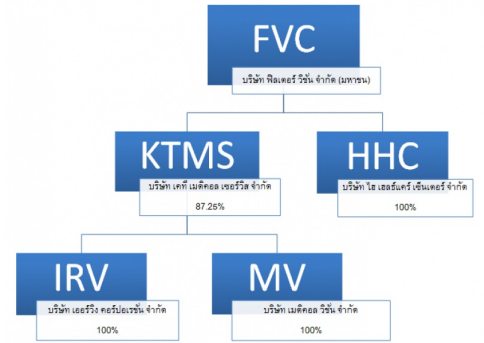 FVC
บริษัท ฟิลเตอร์ วิชั่น จำกัด (มหาชน)
KTMS
บริษัท เคที เมดิคอล เซอร์วิส จำกัด
87.25%
HHC
บริษัท ไฮ เฮลธ์แคร์ เซ็นเตอร์ จำกัด
100%
IRV
บริษัท เออร์วิง คอร์ปอเรชั่น จำกัด
100%
MV
บริษัท เมดิคอล วิชั่น จำกัด
100%